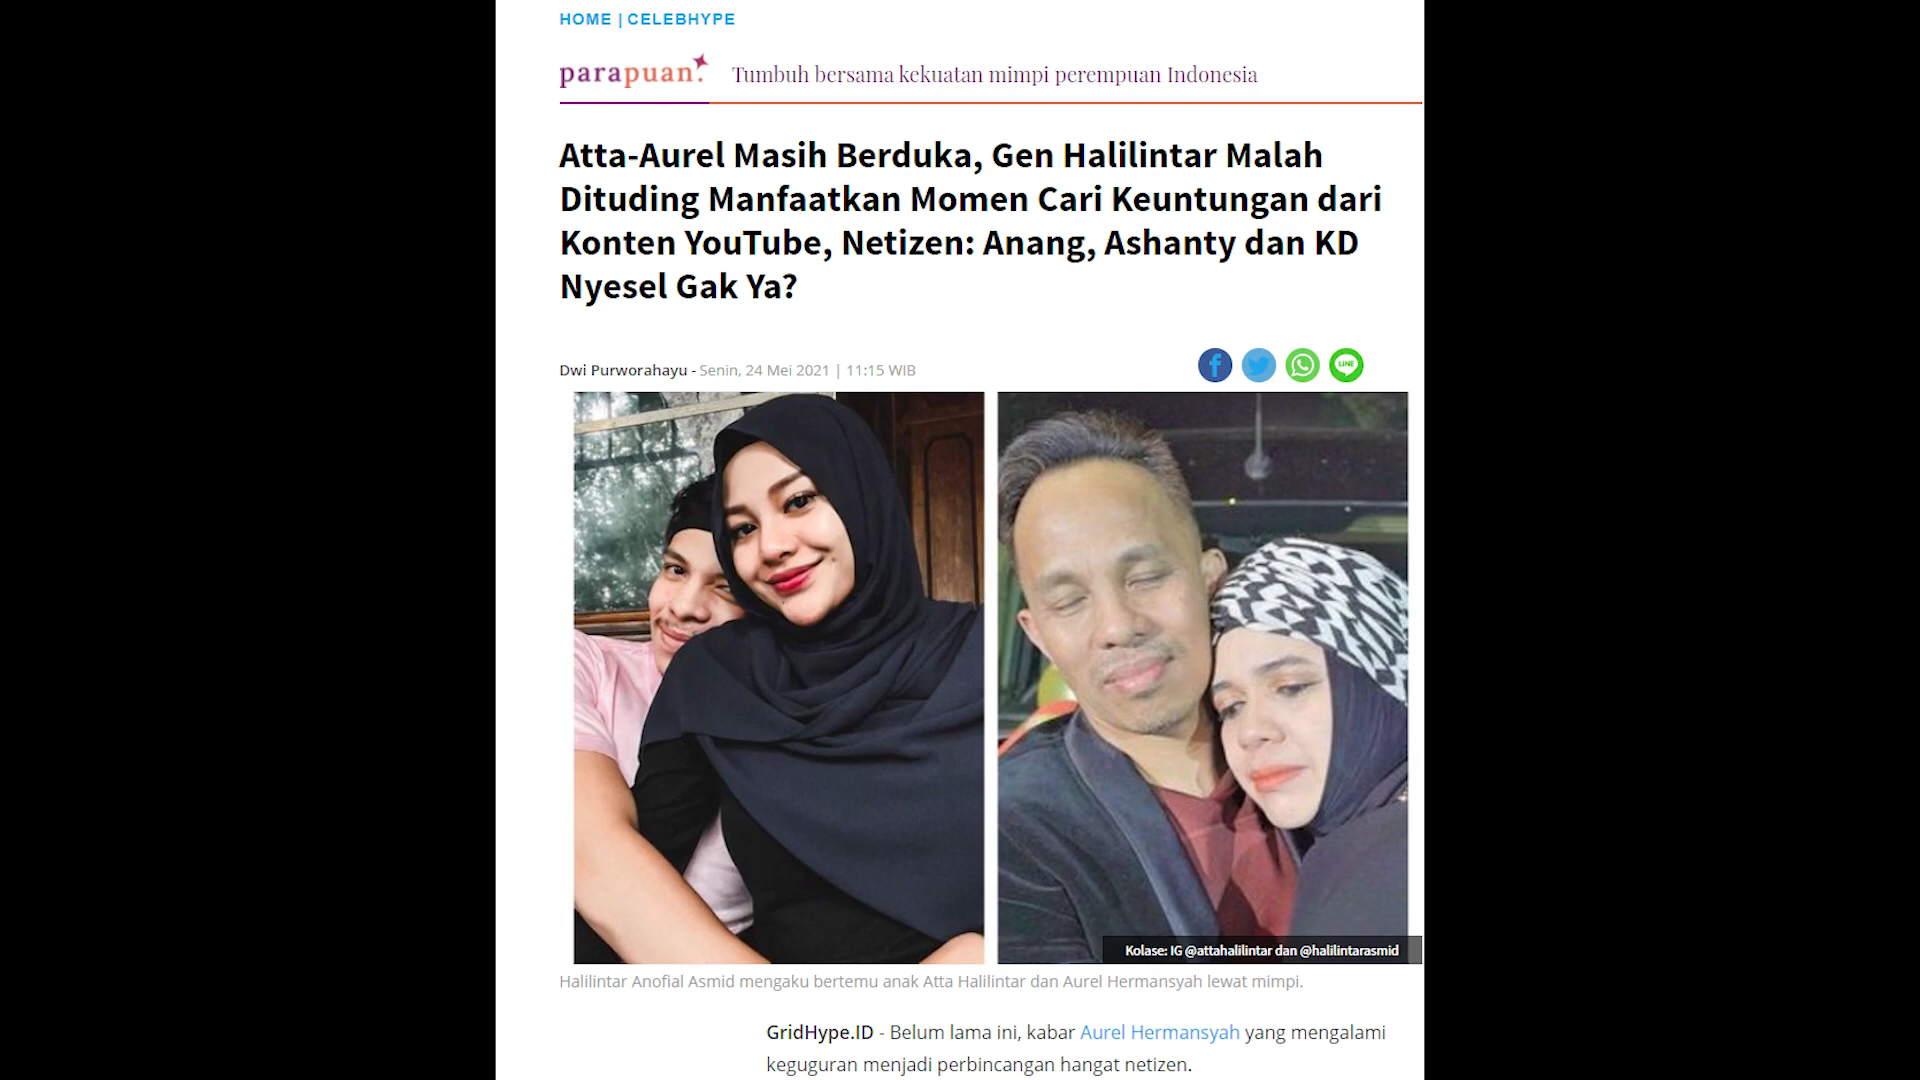 HOME | CELEBHYPE
parapuan. Tumbuh bersama kekuatan mimpi perempuan Indonesia
Atta-Aurel Masih Berduka, Gen Halilintar Malah
Dituding Manfaatkan Momen Cari Keuntungan dari
Konten YouTube, Netizen: Anang, Ashanty dan KD
Nyesel Gak Ya?
Dwi Purworahayu - Senin, 24 Mei 2021 | 11:15 WIB
LINE
Kolase: IG @attahalilintar dan @halilintarasmid
Halilintar Anofial Asmid mengaku bertemu anak Atta Halilintar dan Aurel Hermansyah lewat mimpi.
GridHype.ID - Belum lama ini, kabar Aurel Hermansyah yang mengalami
keguguran menjadi perbincangan hangat netizen.